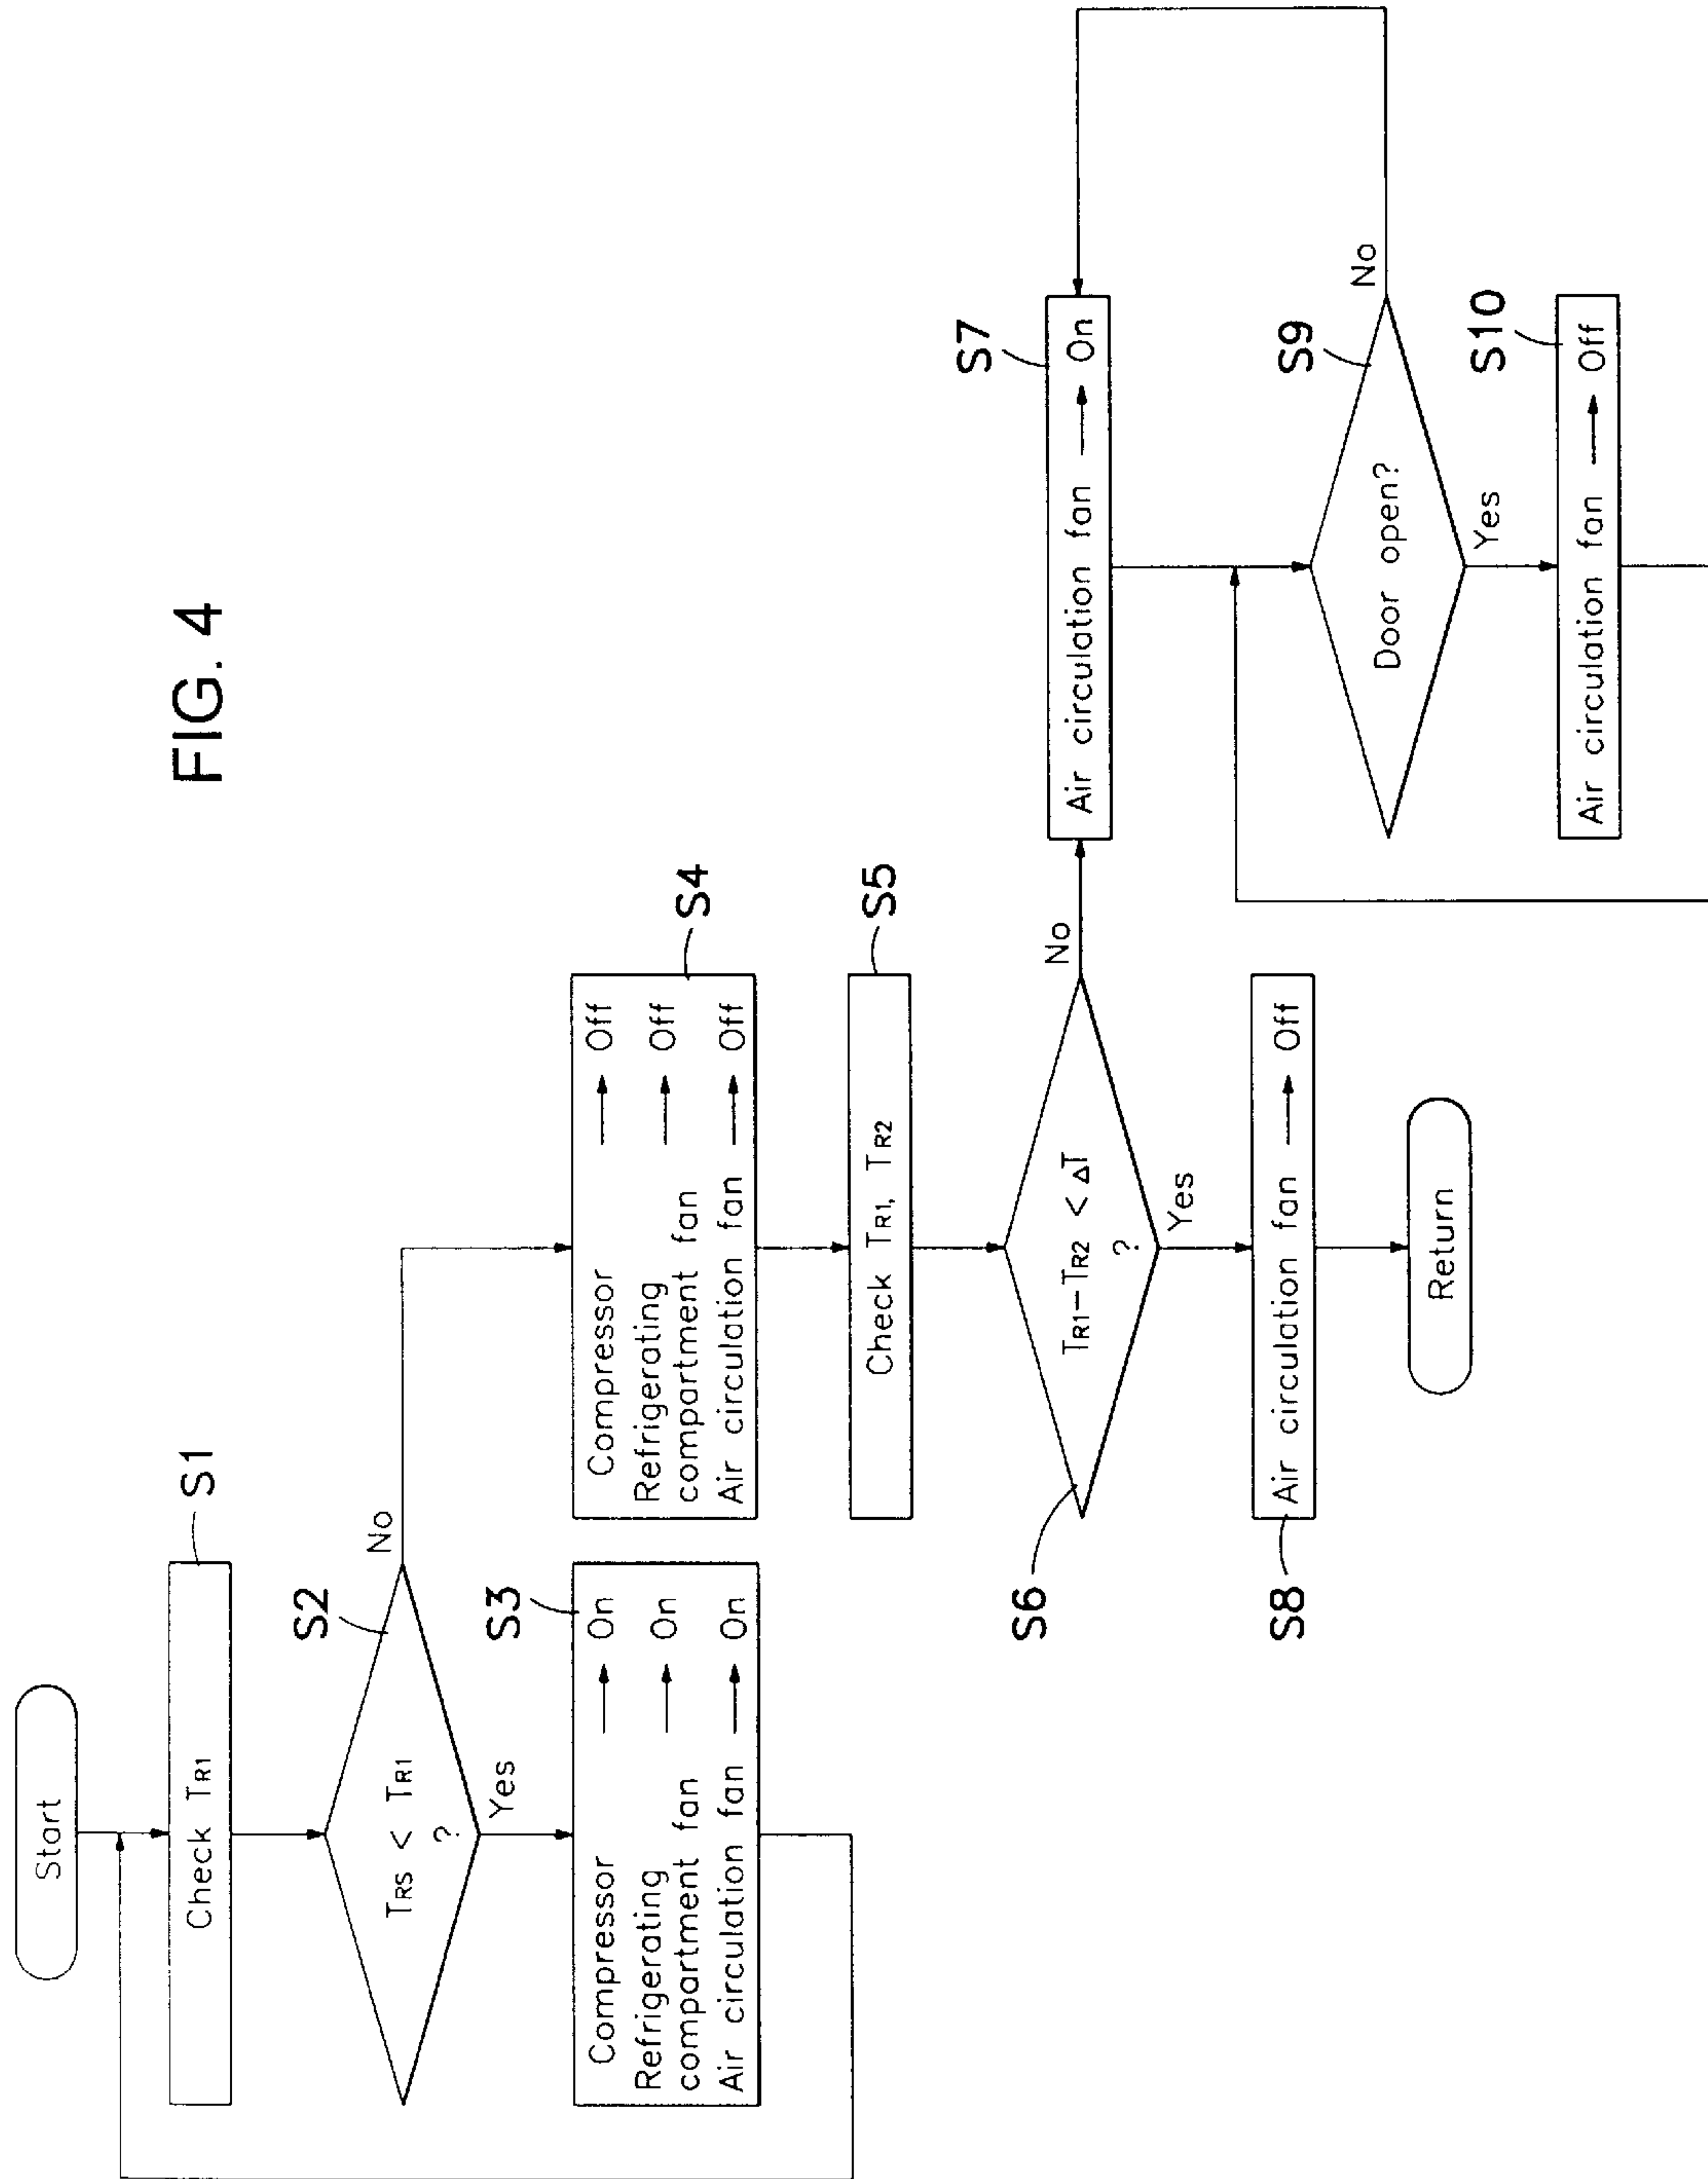 FIG. 4
Start
Check TR1
S1
TRS < TR1
?
S2
No
Yes
Compressor → On
Refrigerating
compartment fan → On
Air circulation fan → On
S3
Compressor → Off
Refrigerating
compartment fan → Off
Air circulation fan → Off
S4
Check TR1, TR2
S5
TR1-TR2 < ΔT
?
S6
No
Yes
Air circulation fan → On
S7
Air circulation fan → Off
S8
Return
Door open?
S9
No
Yes
Air circulation fan → Off
S10